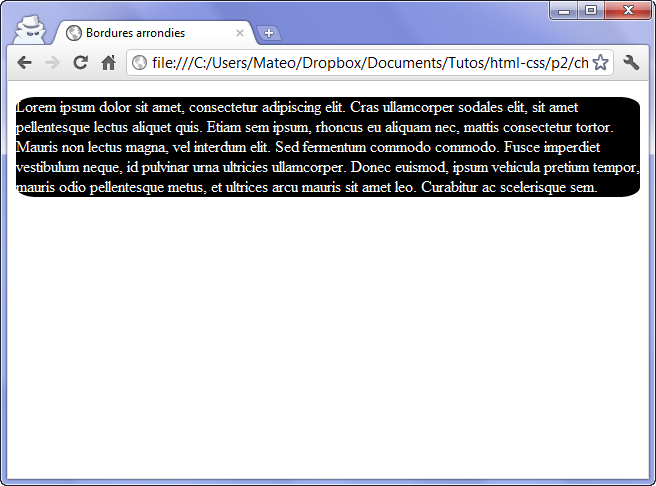 Bordures arrondies
file:///C:/Users/Mateo/Dropbox/Documents/Tutos/html-css/p2/ch
Lorem ipsum dolor sit amet, consectetur adipiscing elit. Cras ullamcorper sodales elit, sit amet
pellentesque lectus aliquet quis. Etiam sem ipsum, rhoncus eu aliquam nec, mattis consectetur tortor.
Mauris non lectus magna, vel interdum elit. Sed fermentum commodo commodo. Fusce imperdiet
vestibulum neque, id pulvinar urna ultricies ullamcorper. Donec euismod, ipsum vehicula pretium tempor,
mauris odio pellentesque metus, et ultrices arcu mauris sit amet leo. Curabitur ac scelerisque sem.